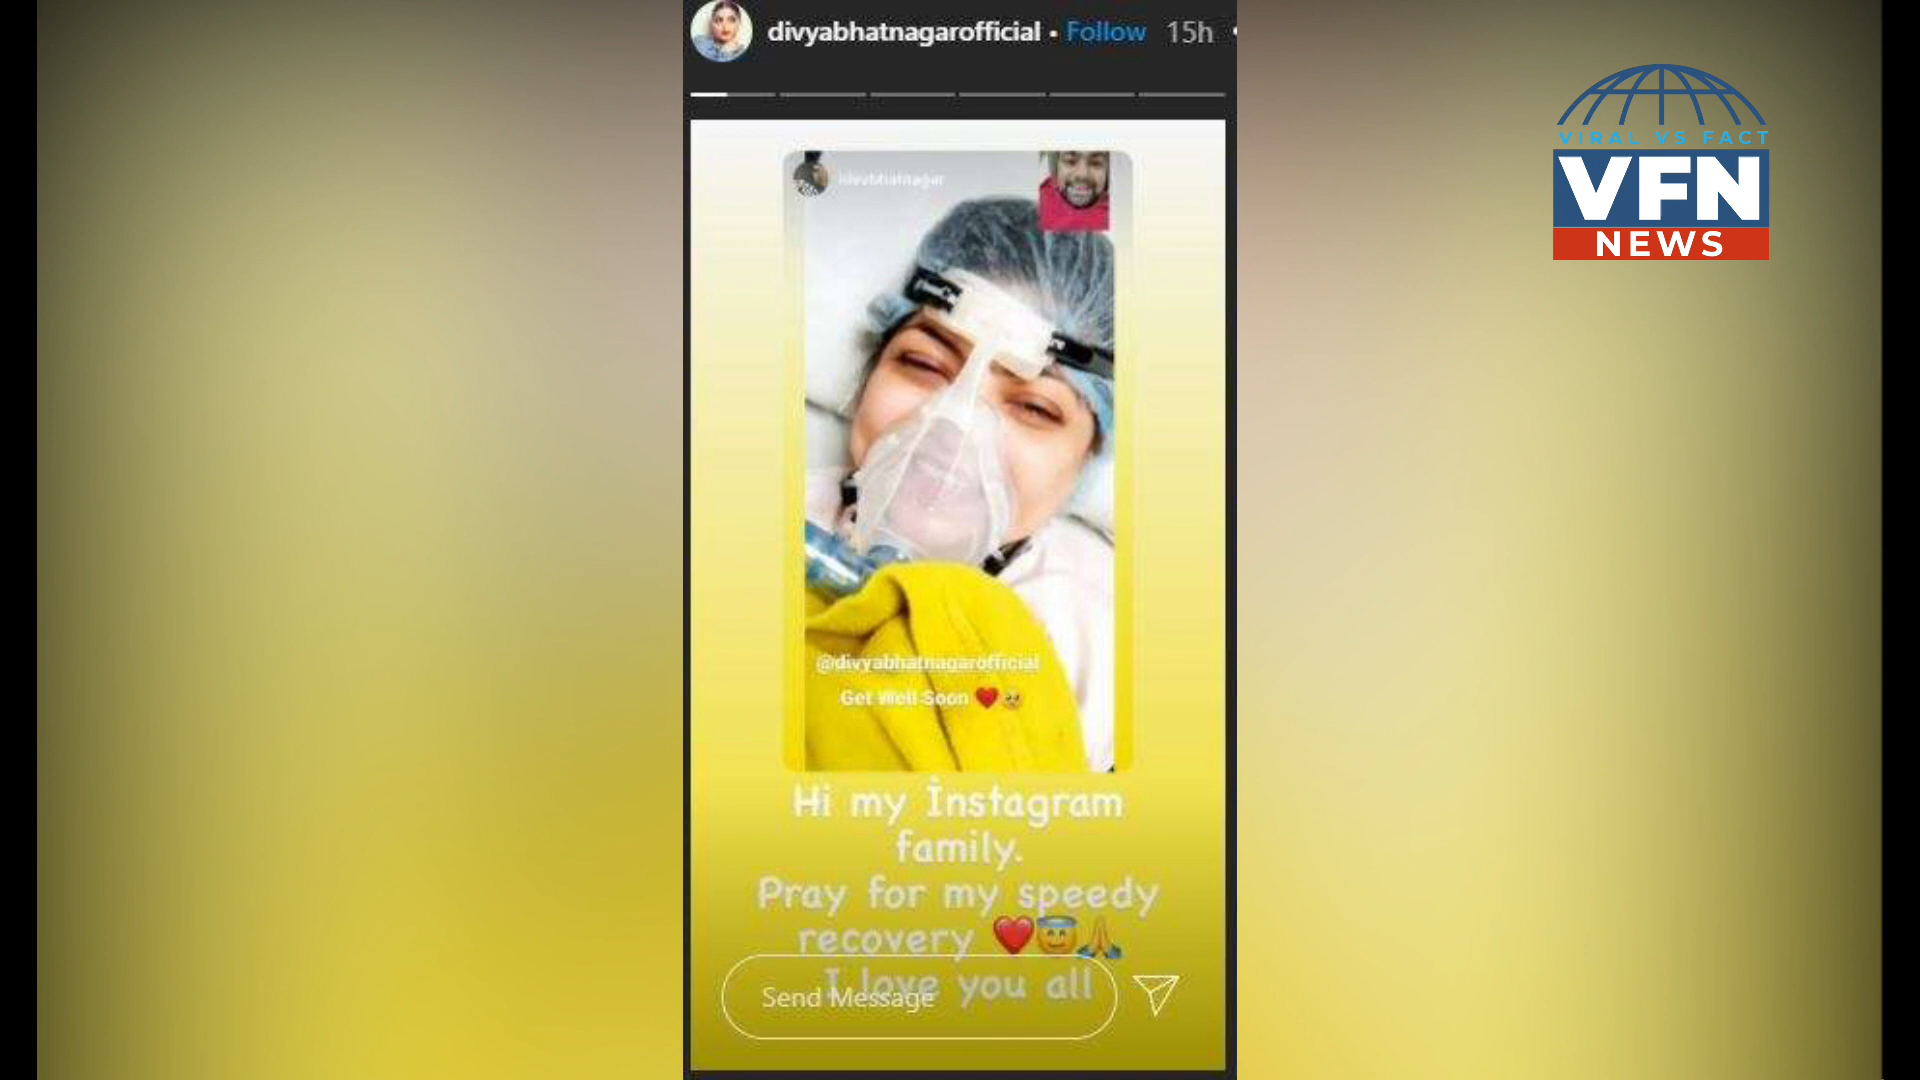 divyabhatnagarofficial • Follow 15h
VIRAL VS FACT
VFN
NEWS
@divyabhatnagarofficial
Get Well Soon ❤️🥺
Hi my instagram
family.
Pray for my speedy
recovery ❤️😇🙏
I love you all
Send Message